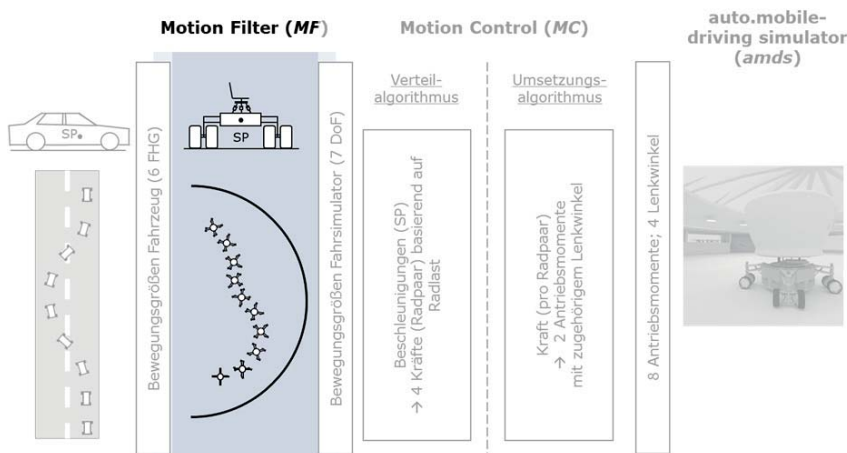 Motion Filter (MF)
Motion Control (MC)
auto.mobile-
driving simulator
(amds)
Verteil-
algorithmus
Umsetzungs-
algorithmus
SP
Bewegungsgrößen Fahrzeug (6 FHG)
SP
Bewegungsgrößen Fahrsimulator (7 DoF)
Beschleunigungen (SP)
→ 4 Kräfte (Radpaar) basierend auf
Radlast
Kraft (pro Radpaar)
→ 2 Antriebsmomente
mit zugehörigem Lenkwinkel
8 Antriebsmomente; 4 Lenkwinkel